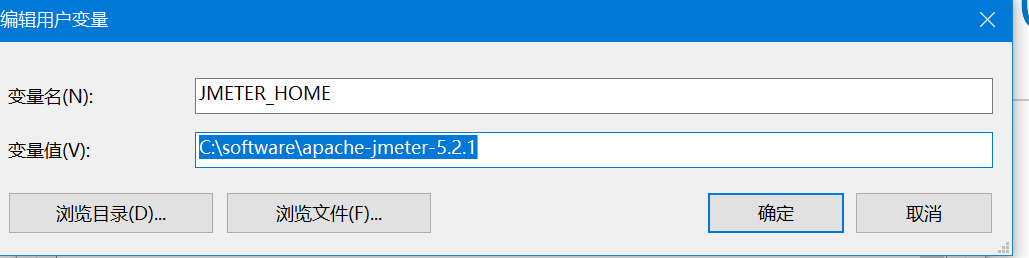 编辑用户变量
变量名(N):
JMETER_HOME
变量值(V):
C:\software\apache-jmeter-5.2.1
浏览目录(D)...
浏览文件(F)...
确定
取消